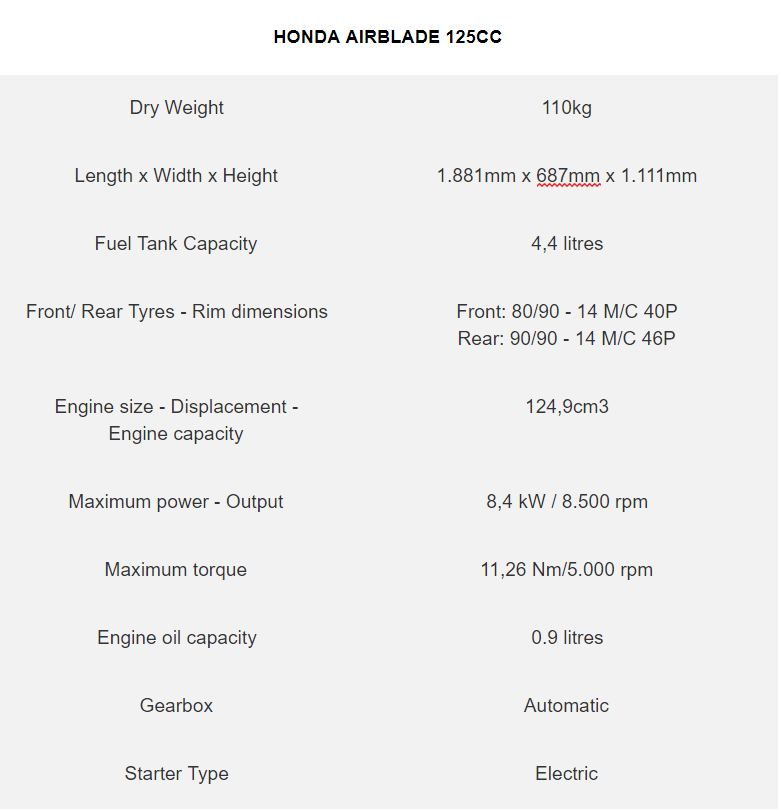 HONDA AIRBLADE 125CC
Dry Weight 110kg
Length x Width x Height 1.881mm x 687mm x 1.111mm
Fuel Tank Capacity 4,4 litres
Front/ Rear Tyres - Rim dimensions Front: 80/90 - 14 M/C 40P
Rear: 90/90 - 14 M/C 46P
Engine size - Displacement - 124,9cm3
Engine capacity
Maximum power - Output 8,4 kW / 8.500 rpm
Maximum torque 11,26 Nm/5.000 rpm
Engine oil capacity 0.9 litres
Gearbox Automatic
Starter Type Electric